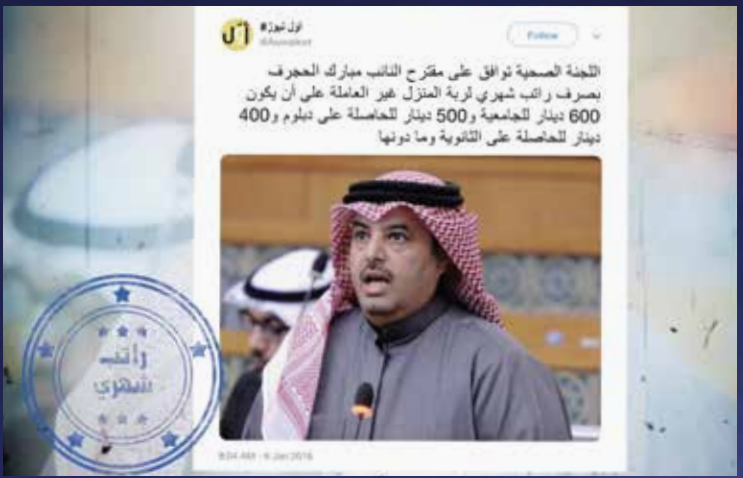 اول نيوز#
Follow
اللجنة الصحية توافق على مقترح النائب مبارك الحجرف
بصرف راتب شهري لربة المنزل غير العاملة على أن يكون
600 دينار للجامعية و500 دينار للحاصلة على دبلوم و400
دينار للحاصلة على الثانوية وما دونها
راتب
شهري